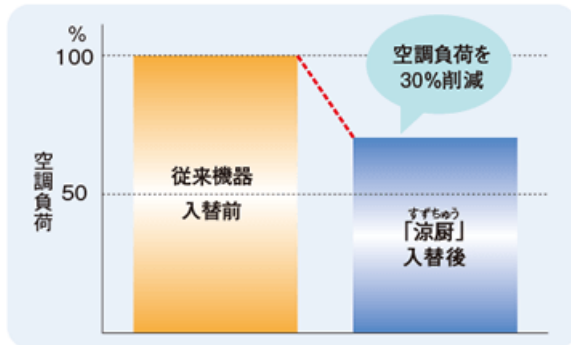 %
100
空調負荷を
30%削減
空調負荷
従来機器
入替前
50
すずちゅう
「涼厨」
入替後